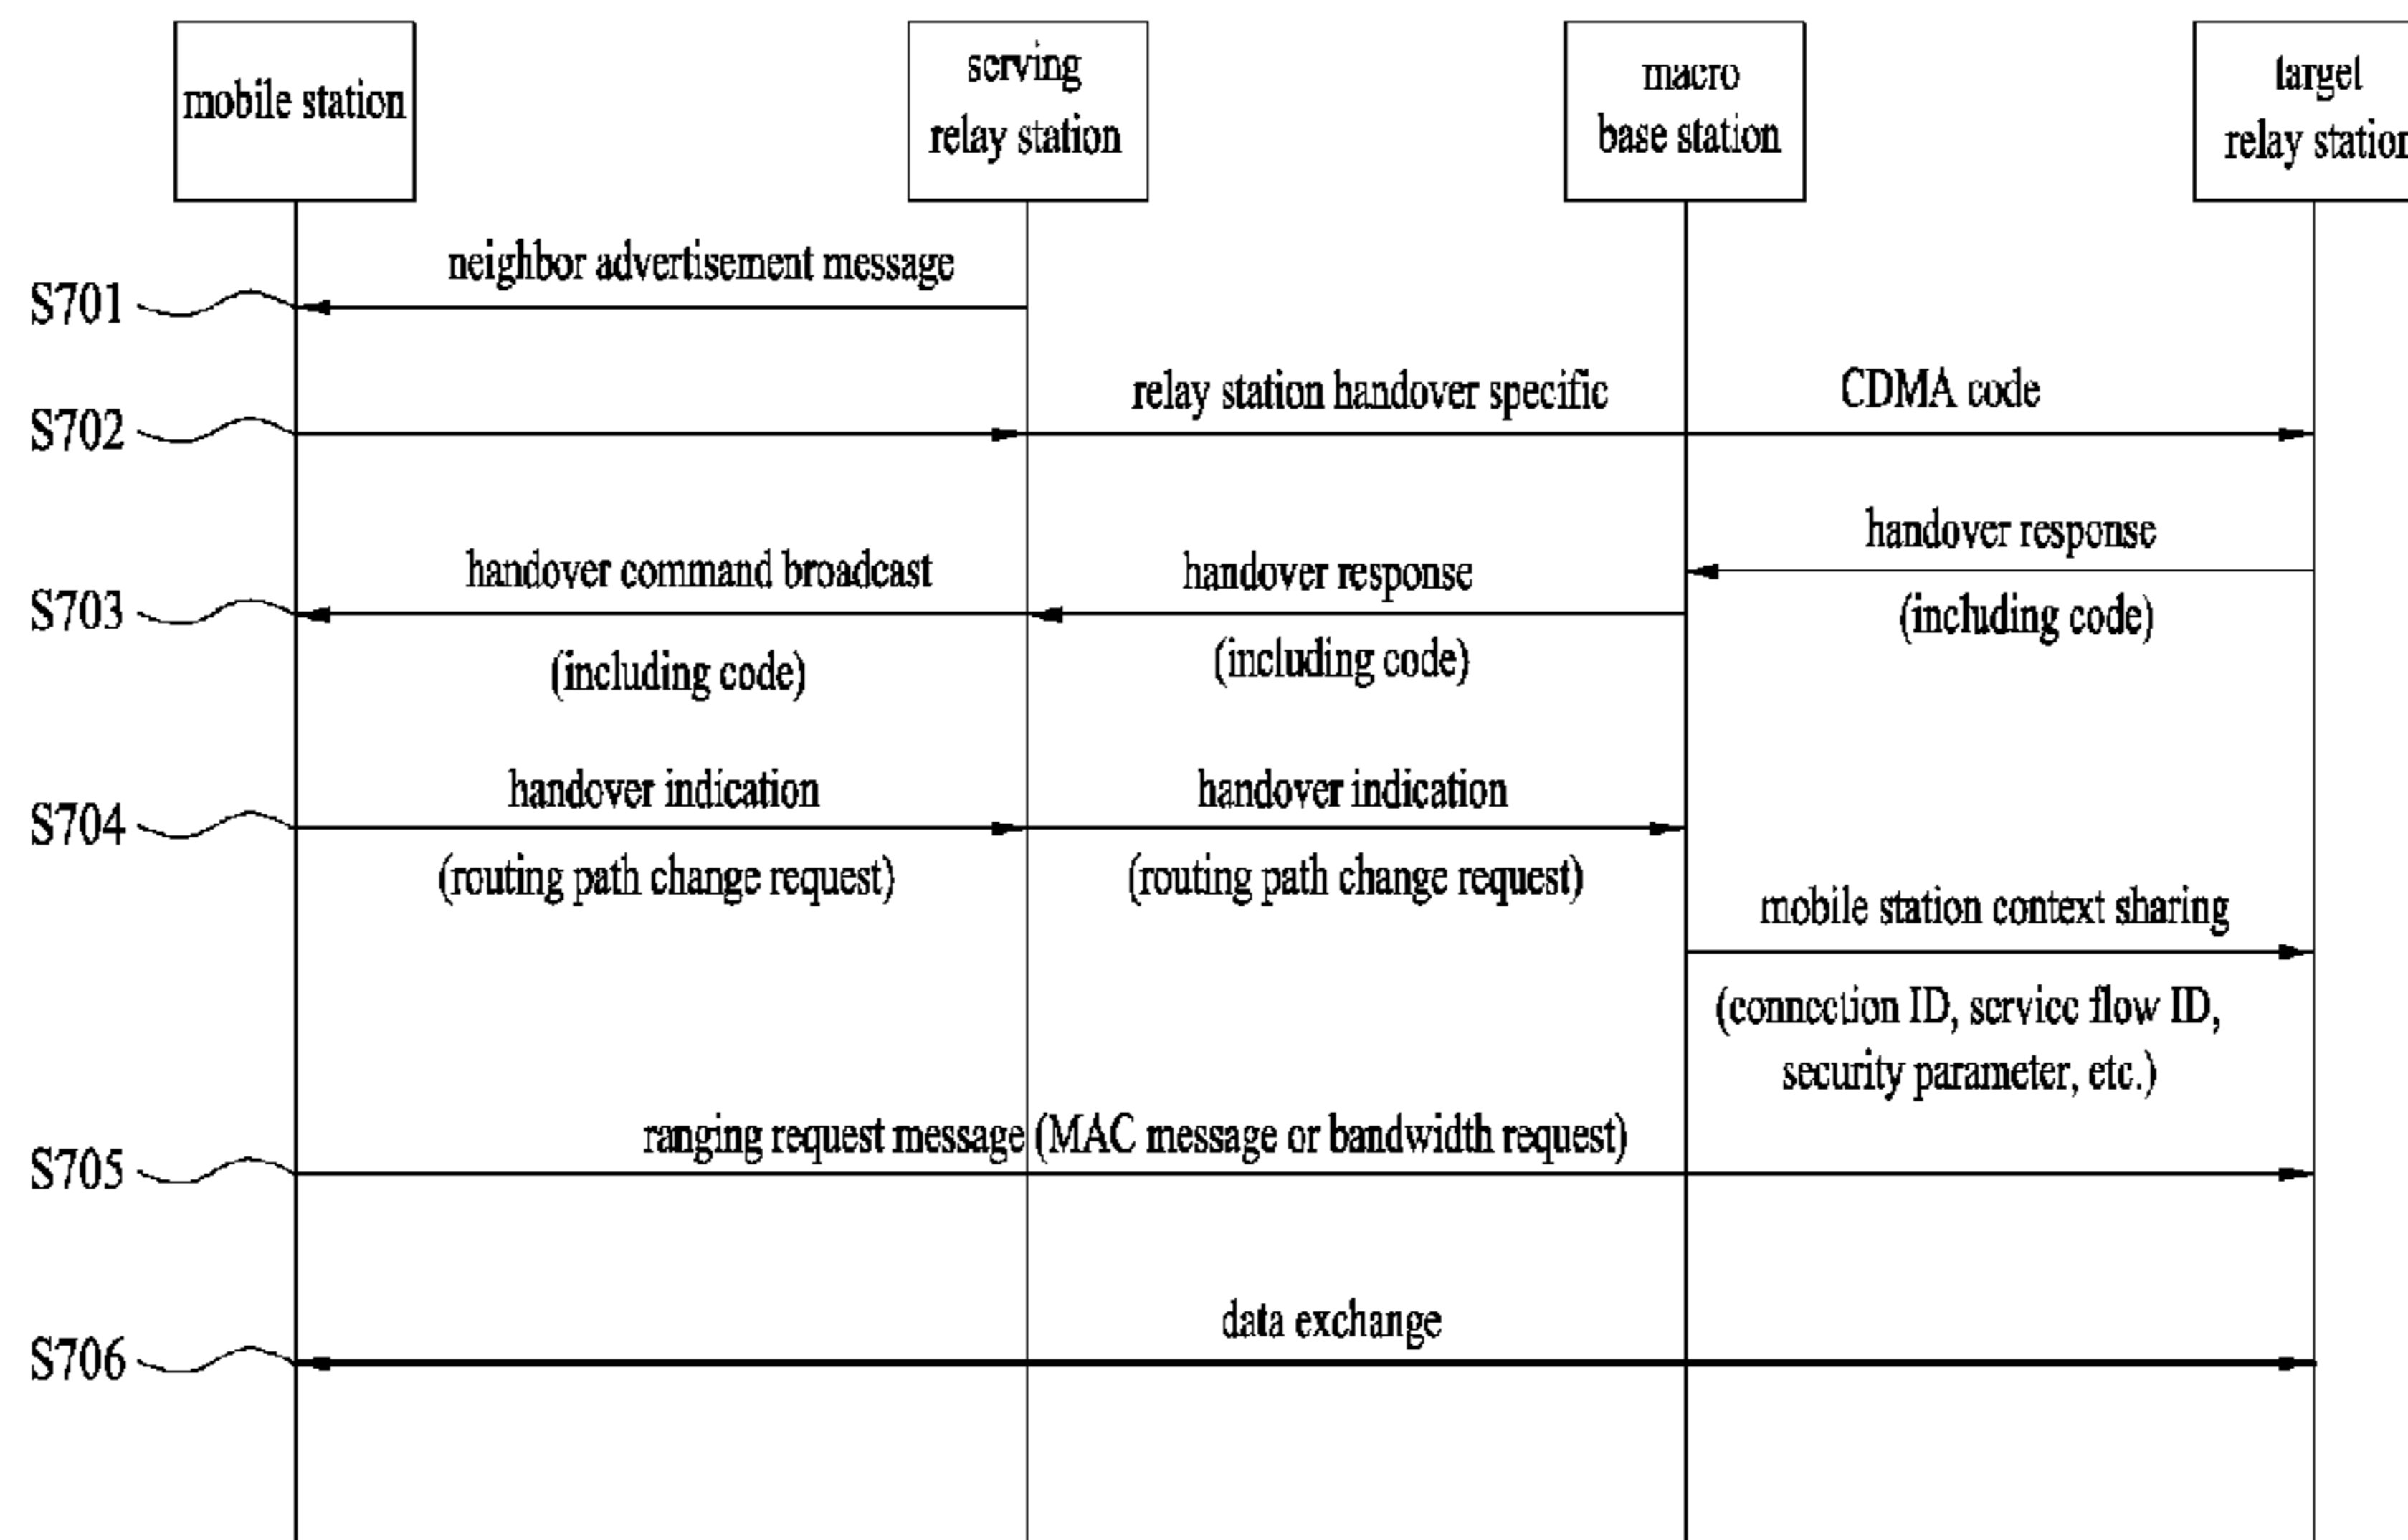 mobile station
serving
relay station
macro
base station
target
relay station
neighbor advertisement message
S701
relay station handover specific CDMA code
S702
handover response
(including code)
handover command broadcast
handover response
S703
(including code)
(including code)
handover indication
handover indication
S704
(routing path change request)
(routing path change request)
mobile station context sharing
(connection ID, service flow ID,
security parameter, etc.)
ranging request message (MAC message or bandwidth request)
S705
data exchange
S706